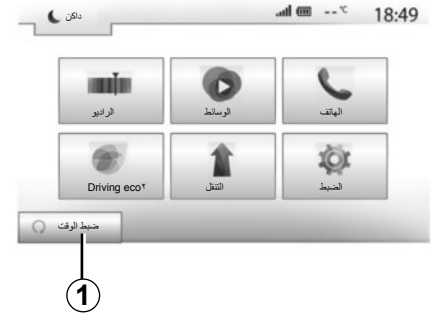 داكن --°C 18:49
الراديو الوسائط الهاتف
Driving eco² التنقل الضبط
ضبط الوقت
1